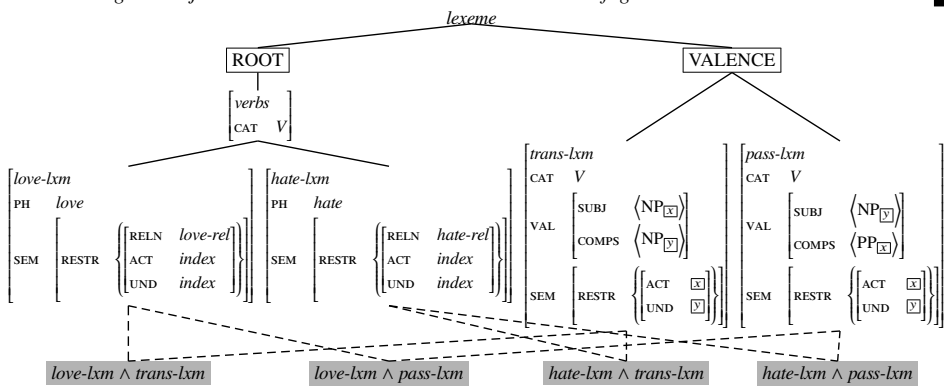 lexeme
ROOT
VALENCE
verbs
CAT V
love-lxm
PH love
SEM RESTR RELN love-rel
ACT index
UND index
hate-lxm
PH hate
SEM RESTR RELN hate-rel
ACT index
UND index
trans-lxm
CAT V
VAL SUBJ ⟨NP x⟩
COMPS ⟨NP y⟩
SEM RESTR ACT x
UND y
pass-lxm
CAT V
VAL SUBJ ⟨NP y⟩
COMPS ⟨PP x⟩
SEM RESTR ACT x
UND y
love-lxm ∧ trans-lxm
love-lxm ∧ pass-lxm
hate-lxm ∧ trans-lxm
hate-lxm ∧ pass-lxm